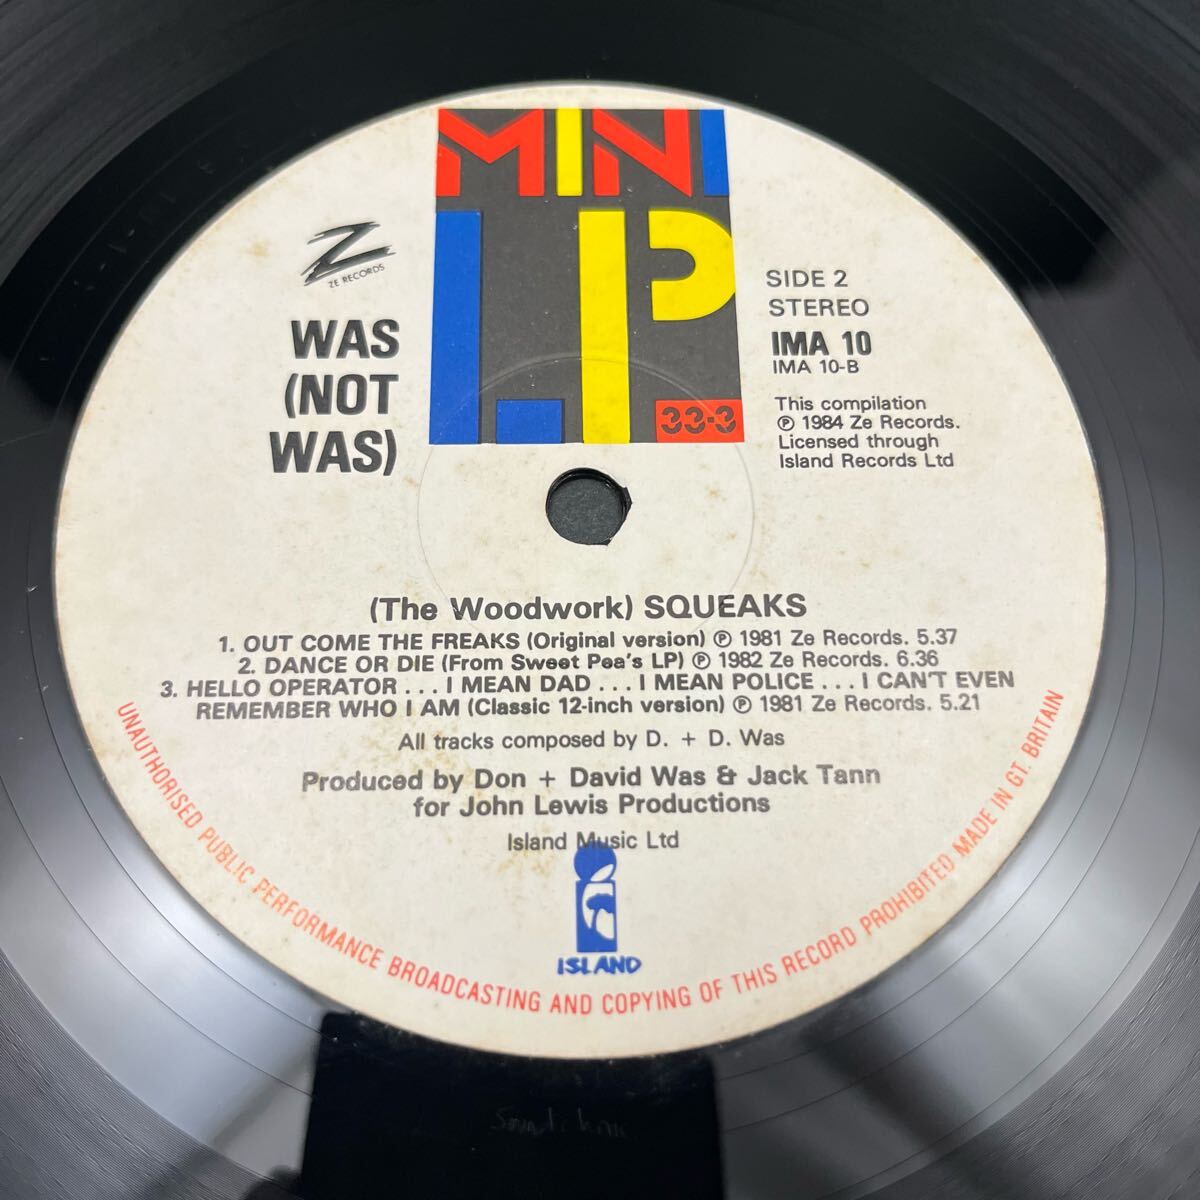 MINI
LP
33⅓
ZE RECORDS
WAS
(NOT
WAS)
SIDE 2
STEREO
IMA 10
IMA 10-B
This compilation
℗ 1984 Ze Records.
Licensed through
Island Records Ltd
(The Woodwork) SQUEAKS
1. OUT COME THE FREAKS (Original version) ℗ 1981 Ze Records. 5.37
2. DANCE OR DIE (From Sweet Pea's LP) ℗ 1982 Ze Records. 6.36
3. HELLO OPERATOR . . . I MEAN DAD . . . I MEAN POLICE . . . I CAN'T EVEN
REMEMBER WHO I AM (Classic 12-inch version) ℗ 1981 Ze Records. 5.21
All tracks composed by D. + D. Was
Produced by Don + David Was & Jack Tann
for John Lewis Productions
Island Music Ltd
ISLAND
UNAUTHORISED PUBLIC PERFORMANCE BROADCASTING AND COPYING OF THIS RECORD PROHIBITED MADE IN GT. BRITAIN